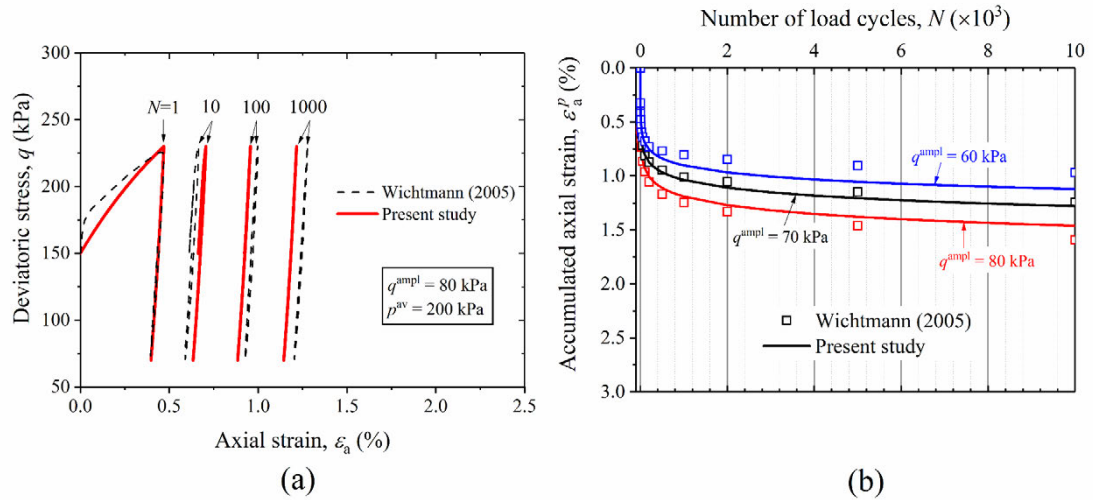 300
250
200
150
100
50
0.0
0.5
1.0
1.5
2.0
2.5
Deviatoric stress, q (kPa)
Axial strain, εa (%)
N=1
10
100
1000
Wichtmann (2005)
Present study
q^ampl = 80 kPa
p^av = 200 kPa
(a)
Number of load cycles, N (×10³)
0
2
4
6
8
10
0.0
0.5
1.0
1.5
2.0
2.5
3.0
Accumulated axial strain, εa^p (%)
q^ampl = 60 kPa
q^ampl = 70 kPa
q^ampl = 80 kPa
Wichtmann (2005)
Present study
(b)